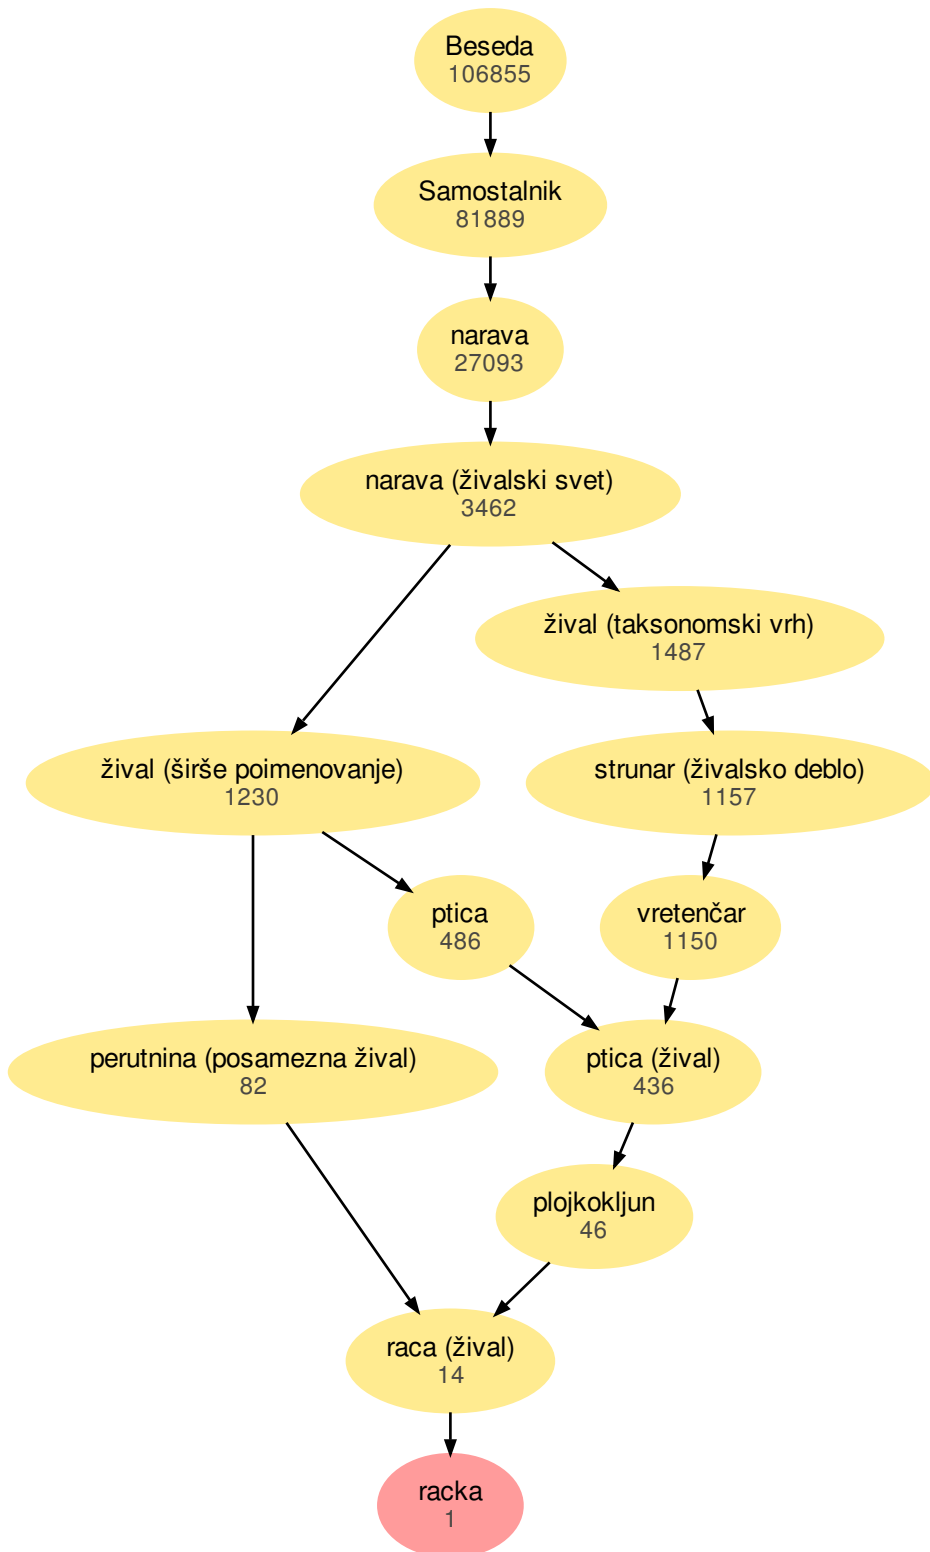 Beseda
106855
Samostalnik
81889
narava
27093
narava (živalski svet)
3462
žival (taksonomski vrh)
1487
žival (širše poimenovanje)
1230
strunar (živalsko deblo)
1157
ptica
486
vretenčar
1150
perutnina (posamezna žival)
82
ptica (žival)
436
plojkokljun
46
raca (žival)
14
racka
1